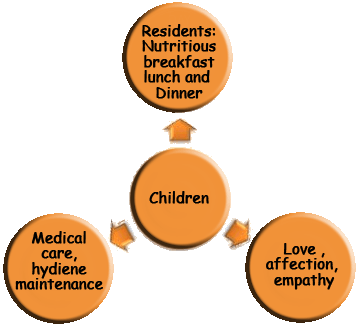 Residents:
Nutritious
breakfast
lunch and
Dinner
Children
Medical
care,
hydiene
maintenance
Love ,
affection,
empathy